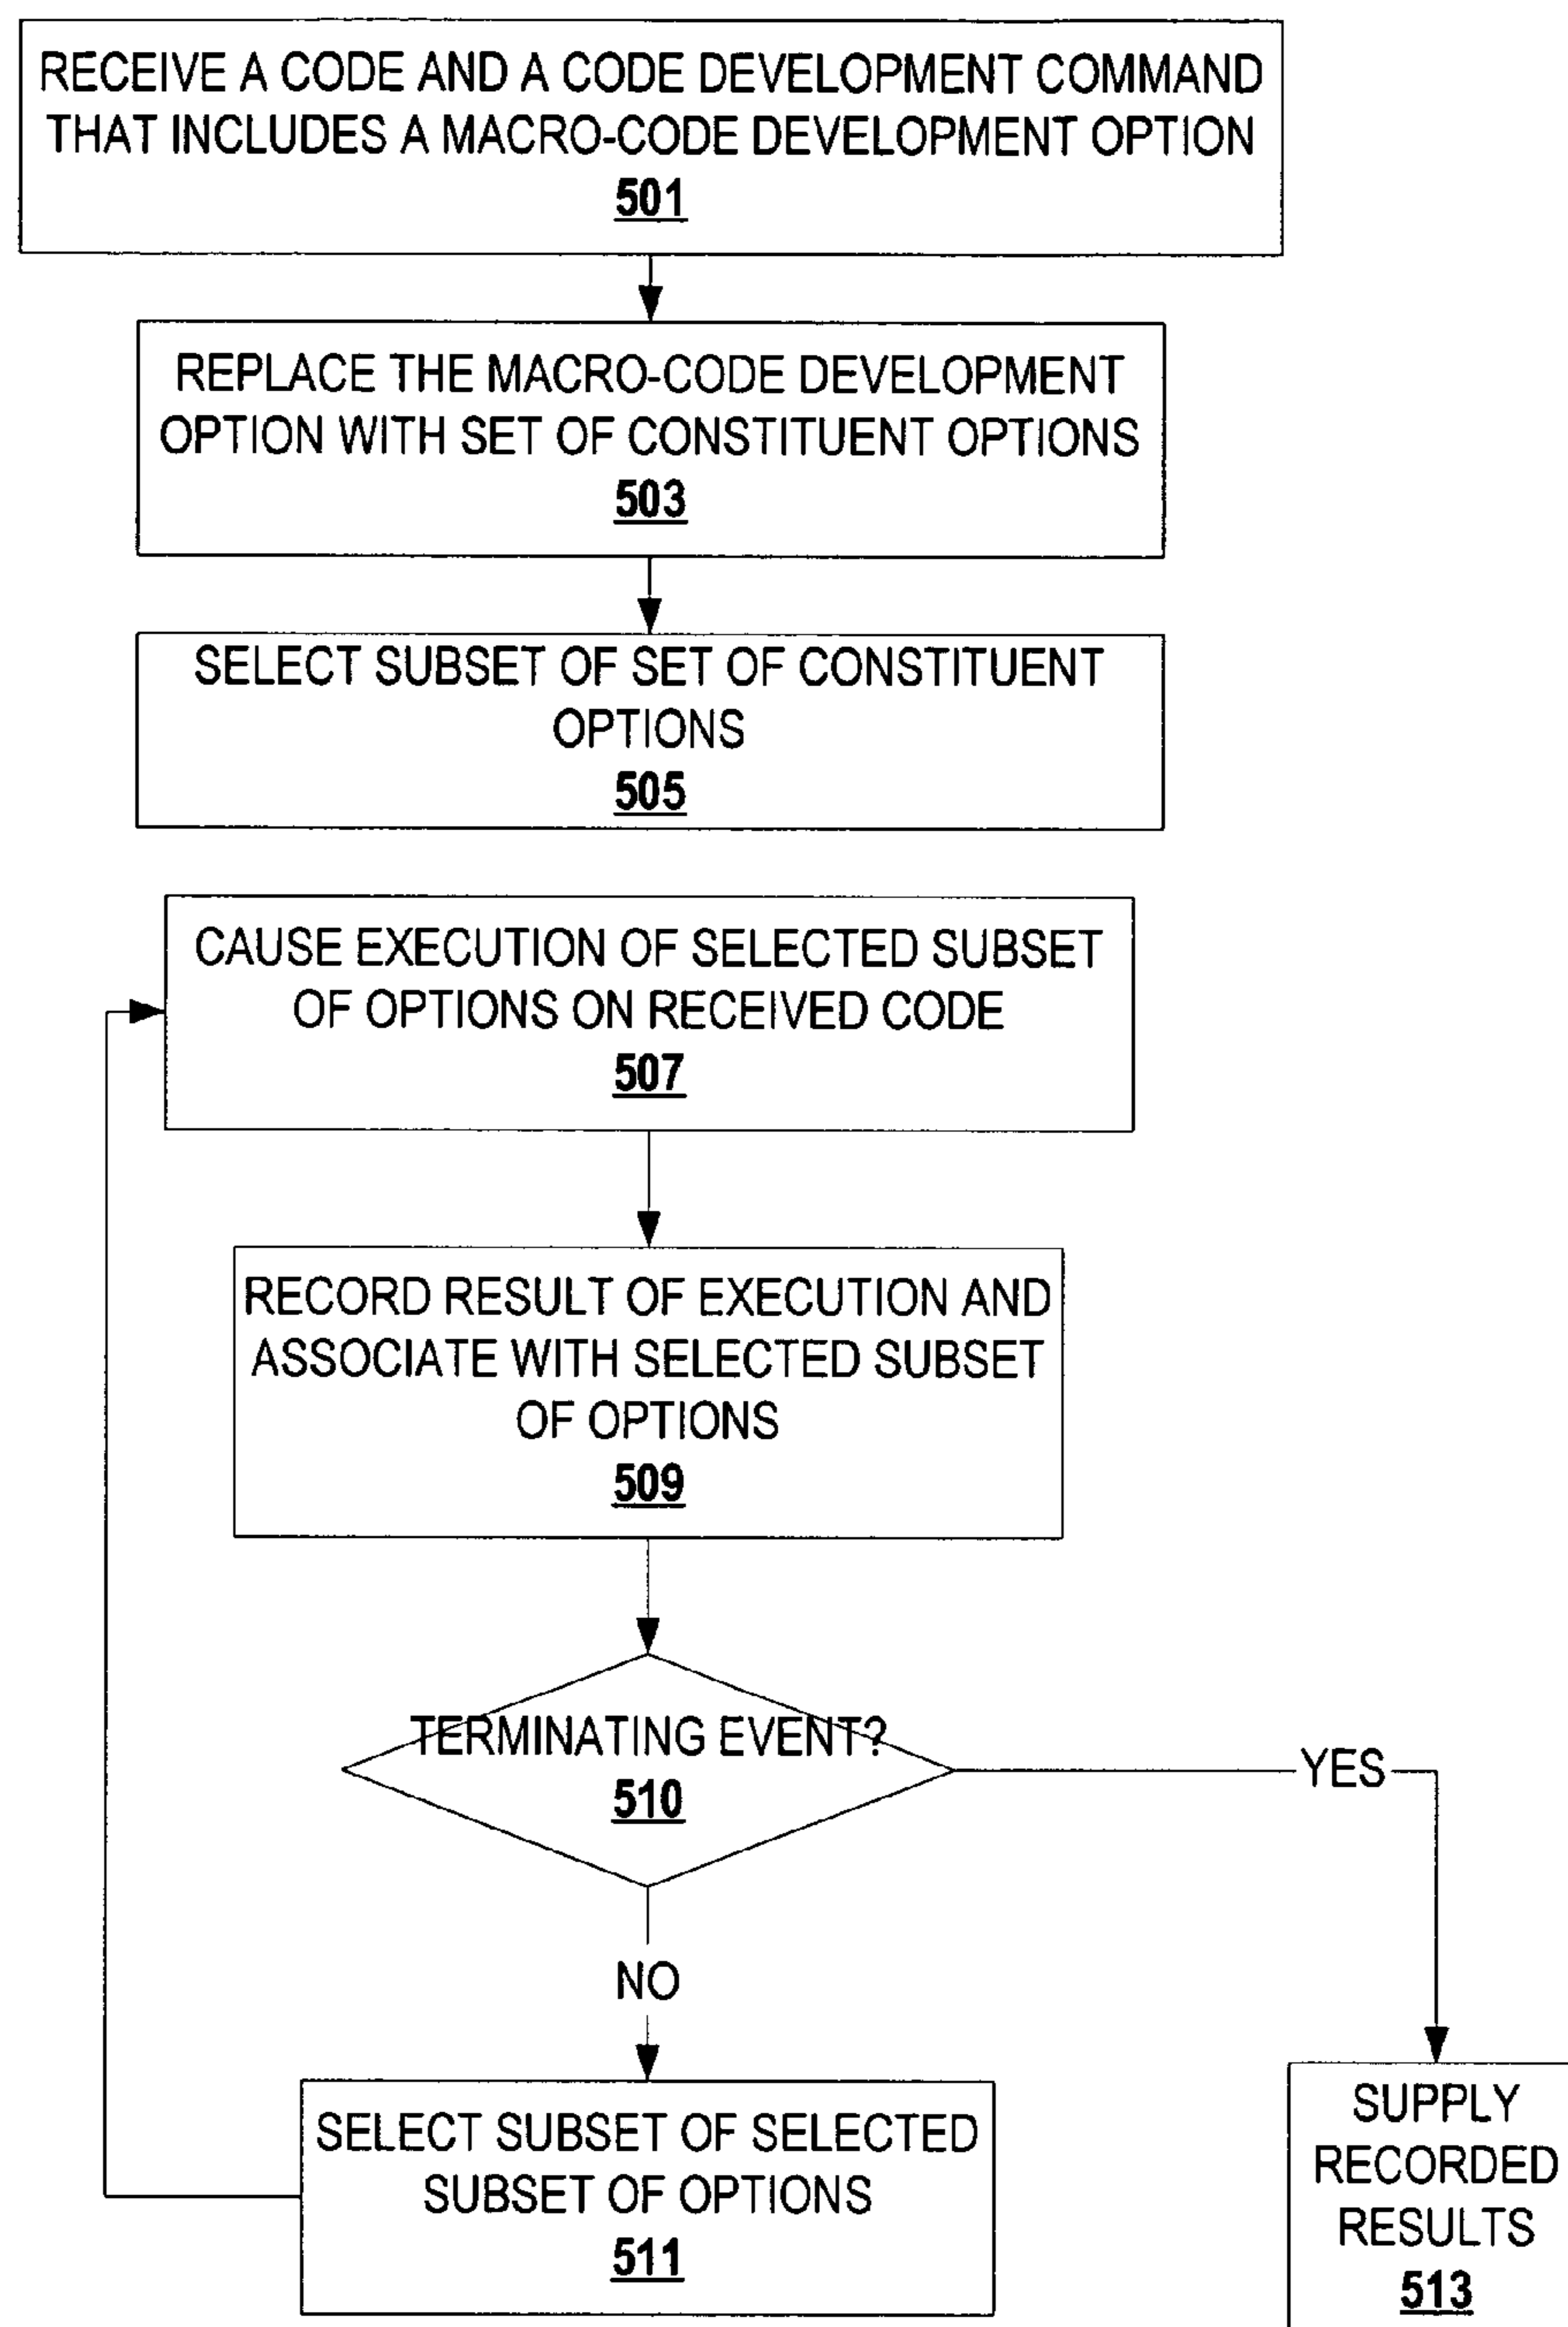 RECEIVE A CODE AND A CODE DEVELOPMENT COMMAND
THAT INCLUDES A MACRO-CODE DEVELOPMENT OPTION
501
REPLACE THE MACRO-CODE DEVELOPMENT
OPTION WITH SET OF CONSTITUENT OPTIONS
503
SELECT SUBSET OF SET OF CONSTITUENT
OPTIONS
505
CAUSE EXECUTION OF SELECTED SUBSET
OF OPTIONS ON RECEIVED CODE
507
RECORD RESULT OF EXECUTION AND
ASSOCIATE WITH SELECTED SUBSET
OF OPTIONS
509
TERMINATING EVENT?
510
YES
NO
SELECT SUBSET OF SELECTED
SUBSET OF OPTIONS
511
SUPPLY
RECORDED
RESULTS
513